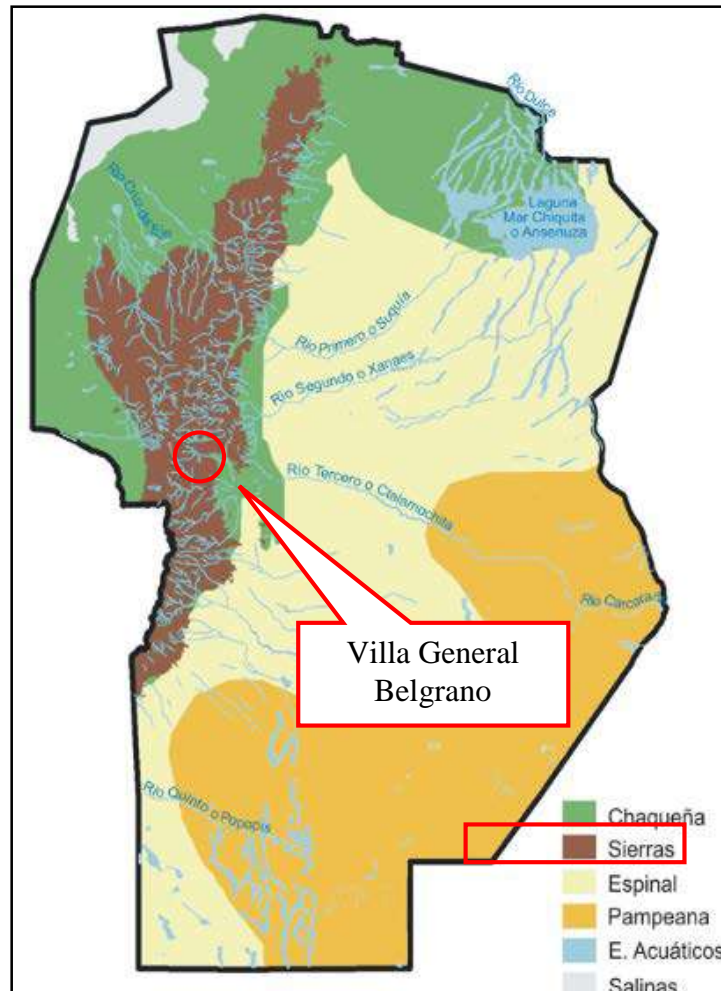 Río Dulce
Río Cruz del Eje
Laguna
Mar Chiquita
o Ansenuza
Río Primero o Suquía
Río Segundo o Xanaes
Río Tercero o Ctalamochita
Río Carcara
Villa General
Belgrano
Río Quinto o Popopis
Chaqueña
Sierras
Espinal
Pampeana
E. Acuáticos
Salinas